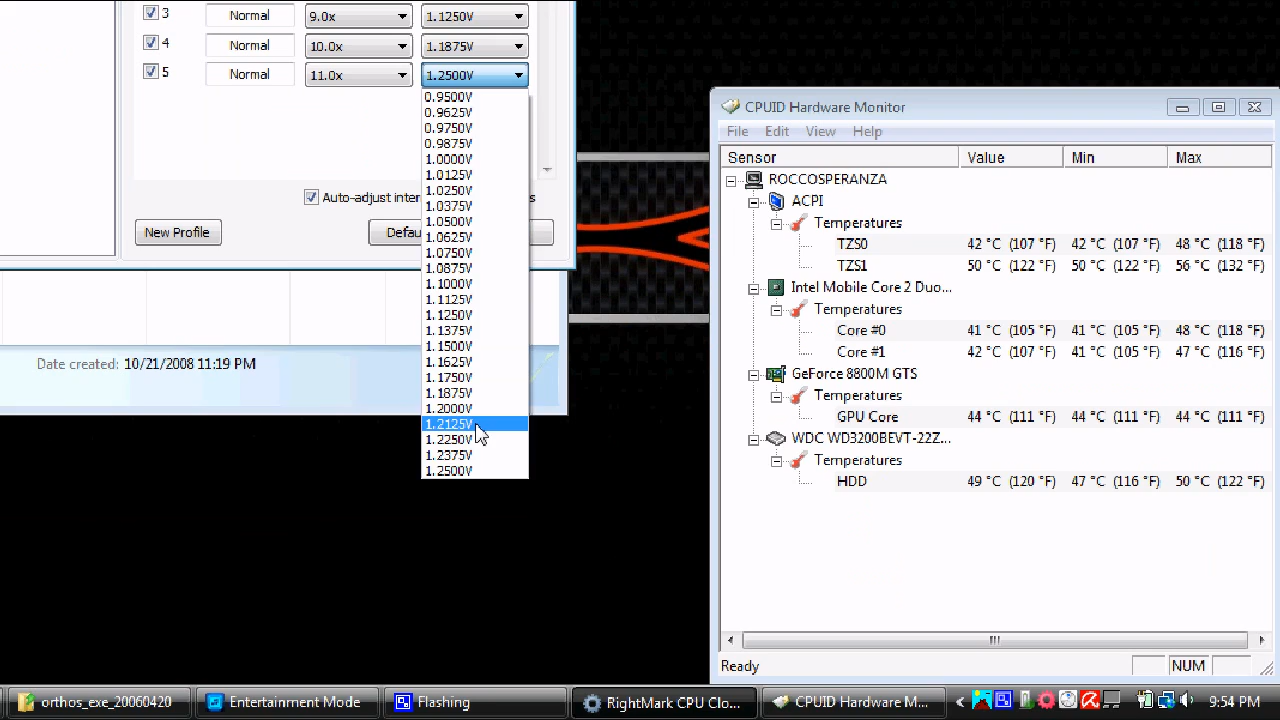 3 Normal 9.0x 1.1250V
4 Normal 10.0x 1.1875V
5 Normal 11.0x 1.2500V
0.9500V
0.9625V
0.9750V
0.9875V
1.0000V
1.0125V
1.0250V
1.0375V
1.0500V
1.0625V
1.0750V
1.0875V
1.1000V
1.1125V
1.1250V
1.1375V
1.1500V
1.1625V
1.1750V
1.1875V
1.2000V
1.2125V
1.2250V
1.2375V
1.2500V
Auto-adjust inter s
New Profile Defau
Date created: 10/21/2008 11:19 PM
CPUID Hardware Monitor
File Edit View Help
Sensor Value Min Max
ROCCOSPERANZA
ACPI
Temperatures
TZS0 42 °C (107 °F) 42 °C (107 °F) 48 °C (118 °F)
TZS1 50 °C (122 °F) 50 °C (122 °F) 56 °C (132 °F)
Intel Mobile Core 2 Duo...
Temperatures
Core #0 41 °C (105 °F) 41 °C (105 °F) 48 °C (118 °F)
Core #1 42 °C (107 °F) 41 °C (105 °F) 47 °C (116 °F)
GeForce 8800M GTS
Temperatures
GPU Core 44 °C (111 °F) 44 °C (111 °F) 44 °C (111 °F)
WDC WD3200BEVT-22Z...
Temperatures
HDD 49 °C (120 °F) 47 °C (116 °F) 50 °C (122 °F)
Ready NUM
orthos_exe_20060420 Entertainment Mode Flashing RightMark CPU Clo... CPUID Hardware M... 9:54 PM